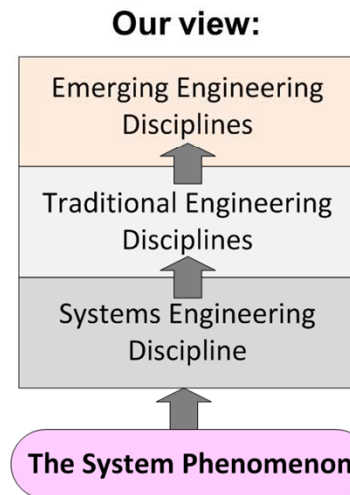 Our view:
Emerging Engineering
Disciplines
Traditional Engineering
Disciplines
Systems Engineering
Discipline
The System Phenomenon